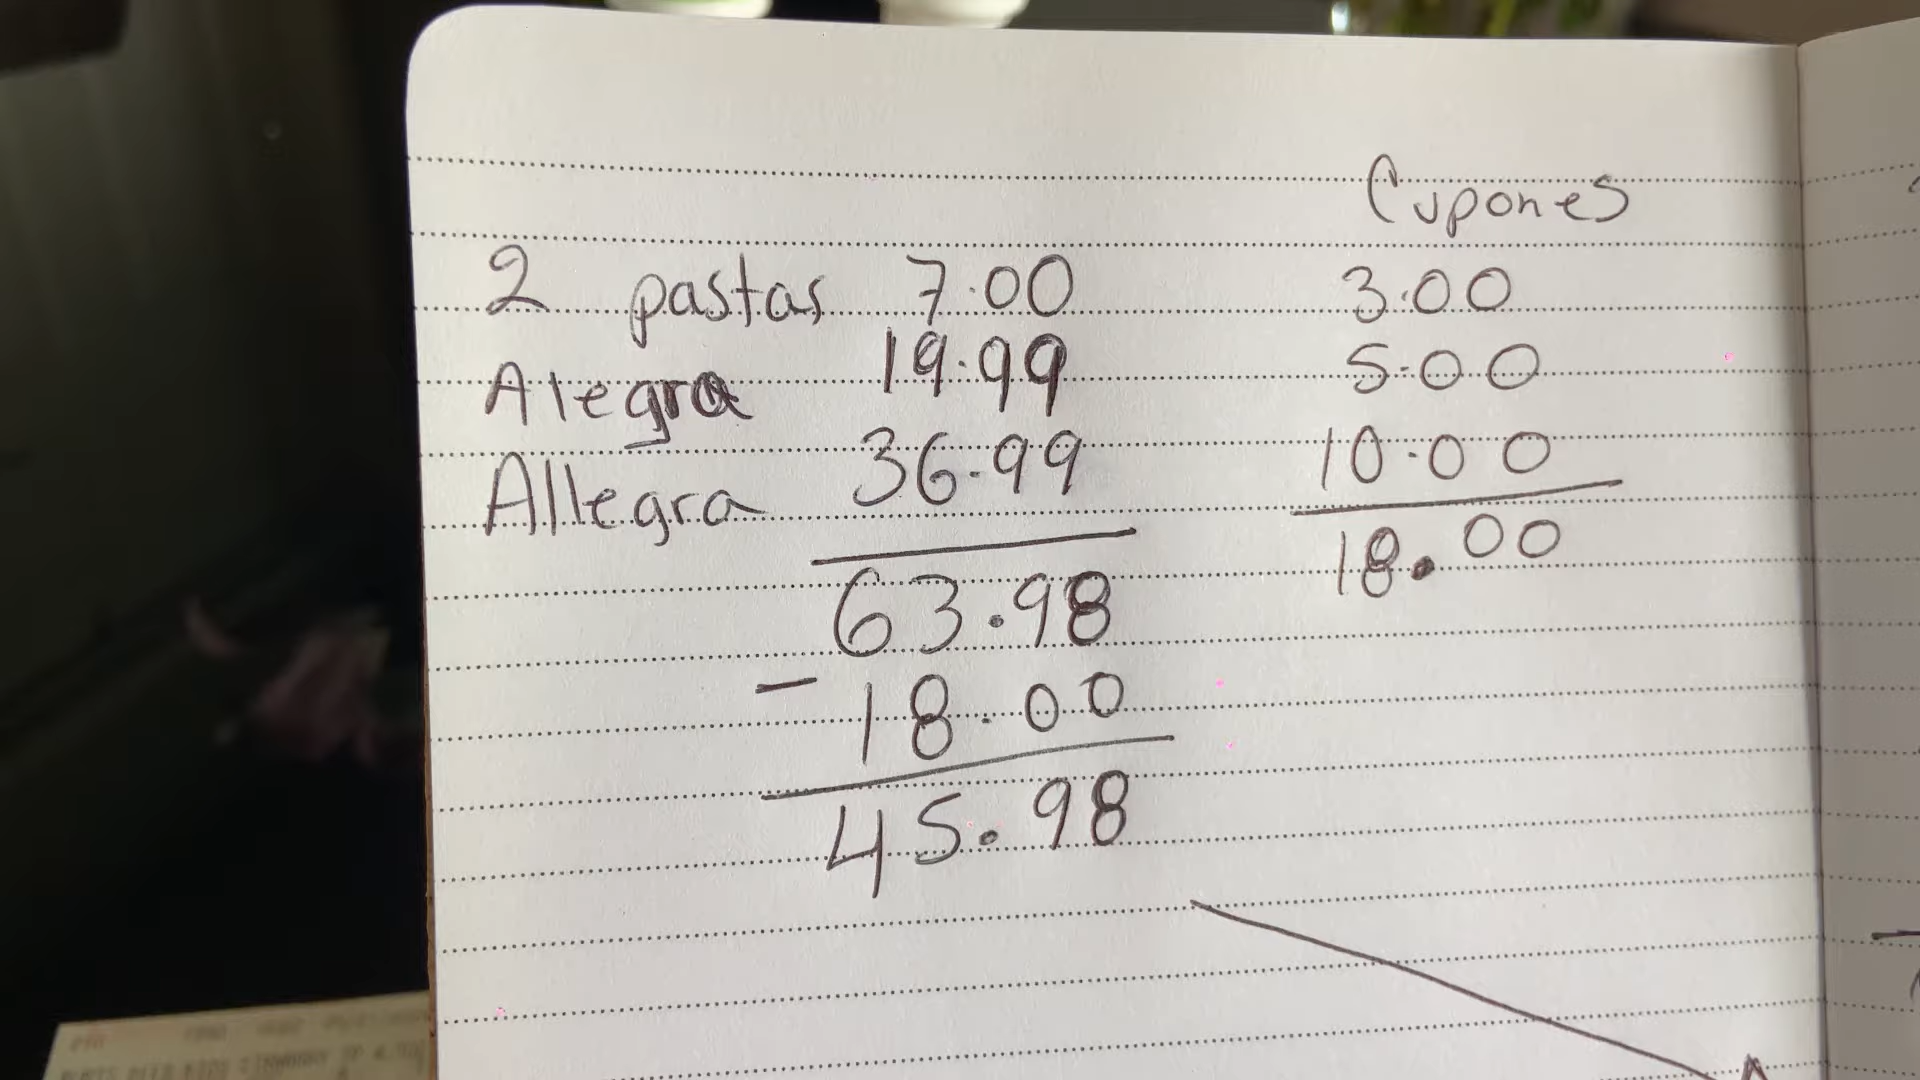 Cupones
2 pastas 7.00 3.00
Alegra 19.99 5.00
Allegra 36.99 10.00
63.98 18.00
- 18.00
45.98